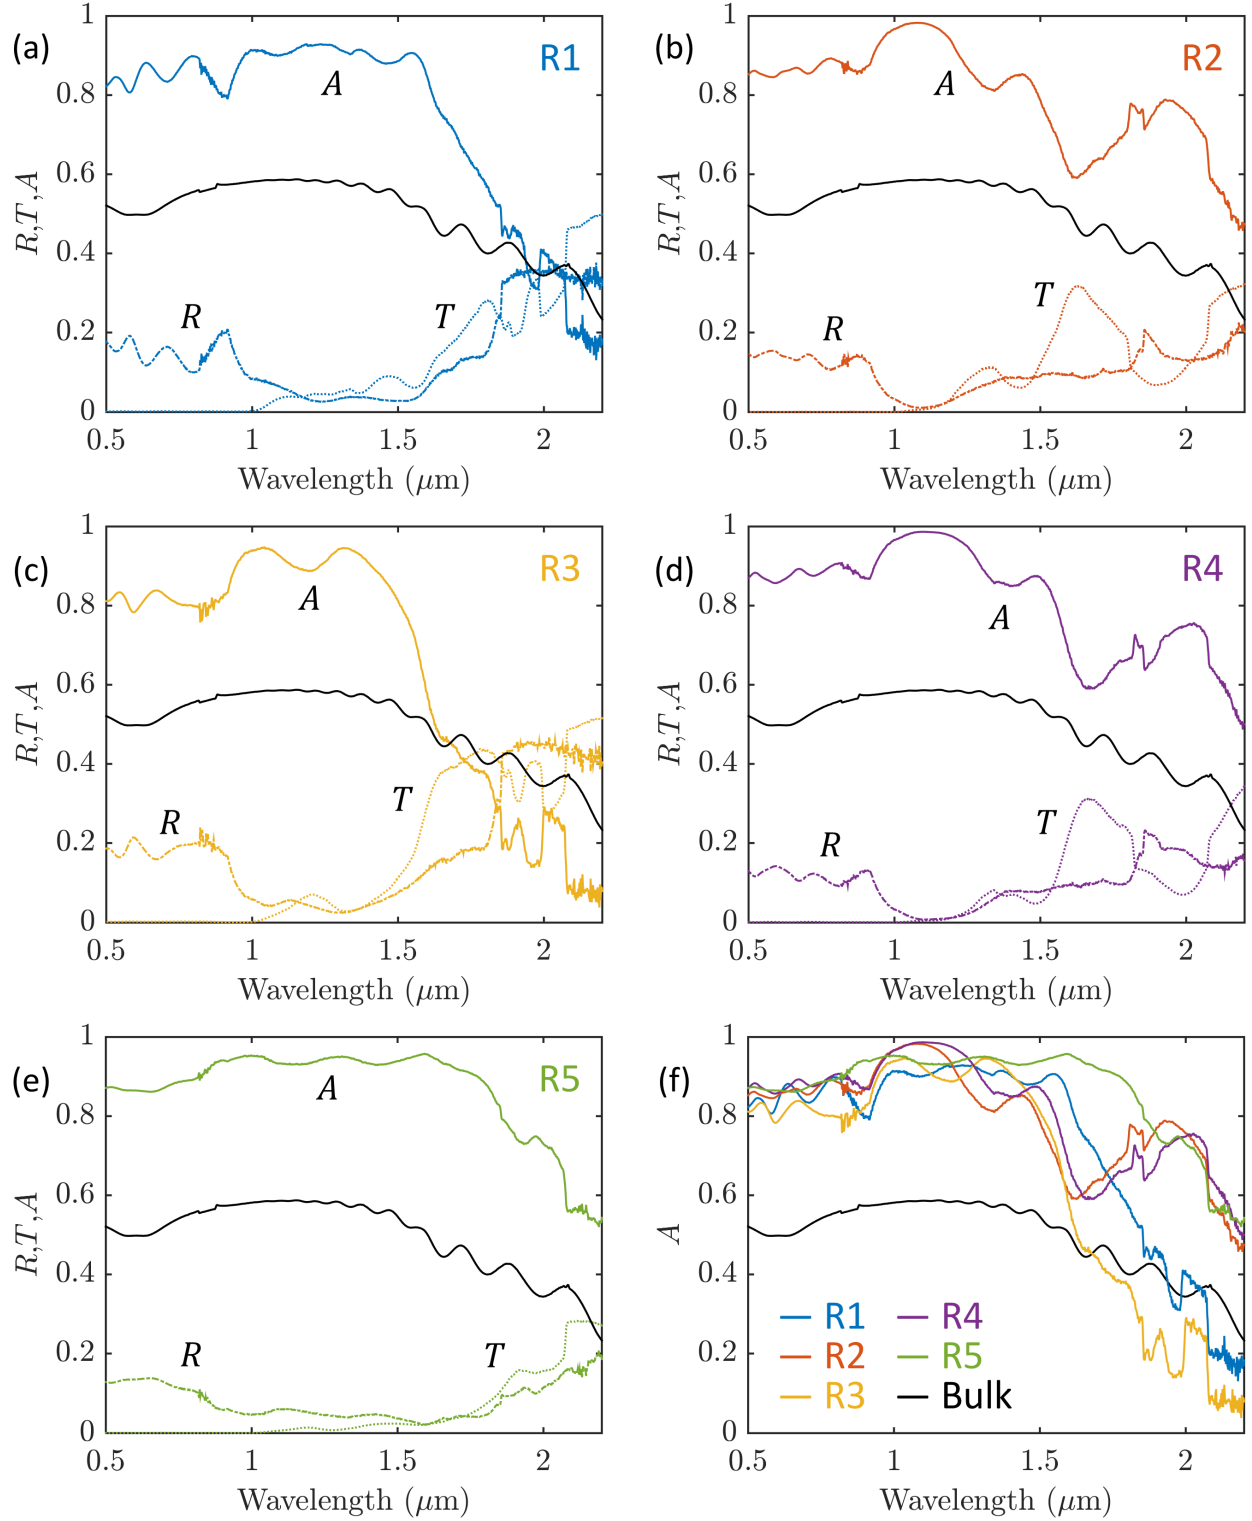 (a)
R1
A
R
T
1
0.8
0.6
0.4
0.2
0
R,T,A
0.5 1 1.5 2
Wavelength (μm)
(b)
R2
A
R
T
1
0.8
0.6
0.4
0.2
0
R,T,A
0.5 1 1.5 2
Wavelength (μm)
(c)
R3
A
R
T
1
0.8
0.6
0.4
0.2
0
R,T,A
0.5 1 1.5 2
Wavelength (μm)
(d)
R4
A
R
T
1
0.8
0.6
0.4
0.2
0
R,T,A
0.5 1 1.5 2
Wavelength (μm)
(e)
R5
A
R
T
1
0.8
0.6
0.4
0.2
0
R,T,A
0.5 1 1.5 2
Wavelength (μm)
(f)
1
0.8
0.6
0.4
0.2
0
A
R1 R4
R2 R5
R3 Bulk
0.5 1 1.5 2
Wavelength (μm)